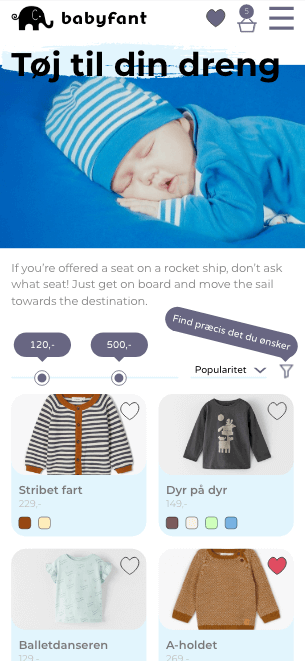 babyfant
5
Tøj til din dreng
If you're offered a seat on a rocket ship, don't ask
what seat! Just get on board and move the sail
towards the destination.
Find præcis det du ønsker
120,-
500,-
Popularitet
Stribet fart
229,-
Dyr på dyr
149,-
Balletdanseren
129,-
A-holdet
269,-